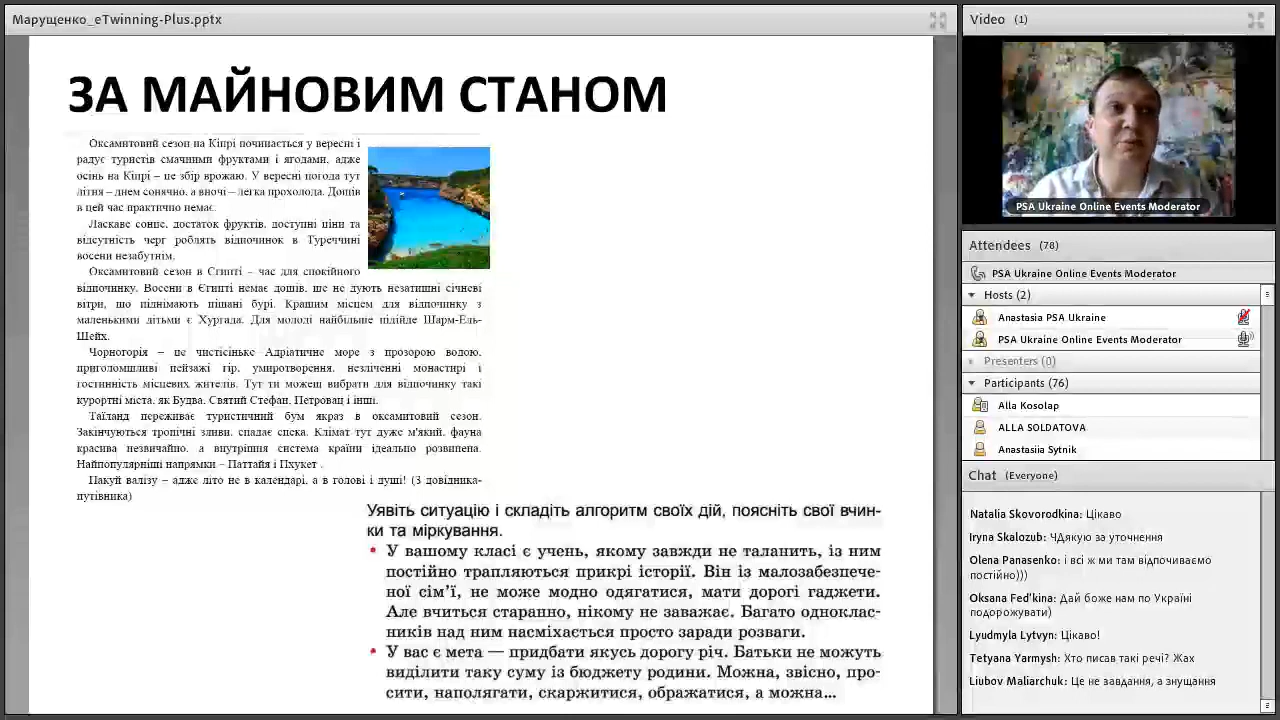 Марущенко_eTwinning-Plus.pptx
ЗА МАЙНОВИМ СТАНОМ
Оксамитовий сезон на Кіпрі починається у вересні і
радує туристів смачними фруктами і ягодами, адже
осінь на Кіпрі – це збір врожаю. У вересні погода тут
літня – днем сонячно, а вночі – легка прохолода. Дощів
в цей час практично немає.
Ласкаве сонце, достаток фруктів, доступні ціни та
відсутність черг роблять відпочинок в Туреччині
восени незабутнім.
Оксамитовий сезон в Єгипті – час для спокійного
відпочинку. Восени в Єгипті немає дощів, ще не дують незатишні січневі
вітри, що піднімають піщані бурі. Кращим місцем для відпочинку з
маленькими дітьми є Хургада. Для молоді найбільше підійде Шарм-Ель-
Шейх.
Чорногорія – це чистісіньке Адріатичне море з прозорою водою,
приголомшливі пейзажі гір, умиротворення, незліченні монастирі і
гостинність місцевих жителів. Тут ти можеш вибрати для відпочинку такі
курортні міста, як Будва, Святий Стефан, Петровац і інші.
Таїланд переживає туристичний бум якраз в оксамитовий сезон.
Закінчуються тропічні зливи, спадає спека. Клімат тут дуже м'який, фауна
красива незвичайно, а внутрішня система країни ідеально розвинена.
Найпопулярніші напрямки – Паттайя і Пхукет .
Пакуй валізу – адже літо не в календарі, а в голові і душі! (З довідника-
путівника)
Уявіть ситуацію і складіть алгоритм своїх дій, поясніть свої вчин-
ки та міркування.
• У вашому класі є учень, якому завжди не таланить, із ним
постійно трапляються прикрі історії. Він із малозабезпече-
ної сім’ї, не може модно одягатися, мати дорогі гаджети.
Але вчиться старанно, нікому не заважає. Багато одноклас-
ників над ним насміхається просто заради розваги.
• У вас є мета — придбати якусь дорогу річ. Батьки не можуть
виділити таку суму із бюджету родини. Можна, звісно, про-
сити, наполягати, скаржитися, ображатися, а можна...
Video (1)
PSA Ukraine Online Events Moderator
Attendees (78)
PSA Ukraine Online Events Moderator
Hosts (2)
Anastasia PSA Ukraine
PSA Ukraine Online Events Moderator
Presenters (0)
Participants (76)
Alla Kosolap
ALLA SOLDATOVA
Anastasiia Sytnik
Chat (Everyone)
Natalia Skovorodkina: Цікаво
Iryna Skalozub: ЧДякую за уточнення
Olena Panasenko: і всі ж ми там відпочиваємо
постійно)))
Oksana Fed'kina: Дай боже нам по Україні
подорожувати)
Lyudmyla Lytvyn: Цікаво!
Tetyana Yarmysh: Хто писав такі речі? Жах
Liubov Maliarchuk: Це не завдання, а знущання